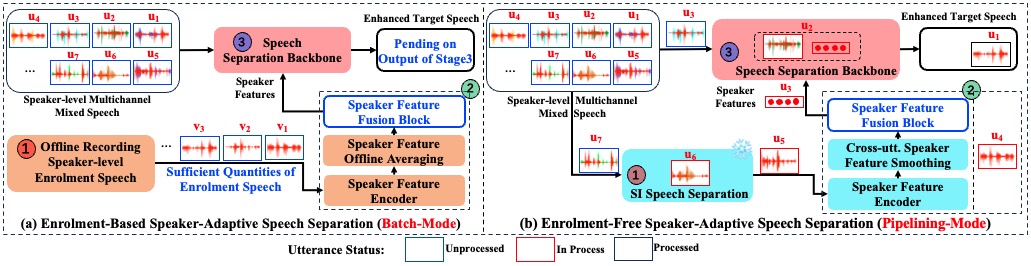 u4 u3 u2 u1
... u7 u6 u5
Speaker-level Multichannel
Mixed Speech
3 Speech
Separation Backbone
Enhanced Target Speech
Pending on
Output of Stage3
Speaker
Features
2
Speaker Feature
Fusion Block
Speaker Feature
Offline Averaging
Speaker Feature
Encoder
1 Offline Recording
Speaker-level
Enrolment Speech
... v3 v2 v1
Sufficient Quantities of
Enrolment Speech
(a) Enrolment-Based Speaker-Adaptive Speech Separation (Batch-Mode)
u4 u3 u2 u1
... u7 u6 u5
Speaker-level Multichannel
Mixed Speech
u3
3
u2
Speech Separation Backbone
Enhanced Target Speech
u1
Speaker
Features
u3
2
Speaker Feature
Fusion Block
Cross-utt. Speaker
Feature Smoothing
Speaker Feature
Encoder
u4
u7
1
u6
SI Speech Separation
u5
(b) Enrolment-Free Speaker-Adaptive Speech Separation (Pipelining-Mode)
Utterance Status: Unprocessed In Process Processed